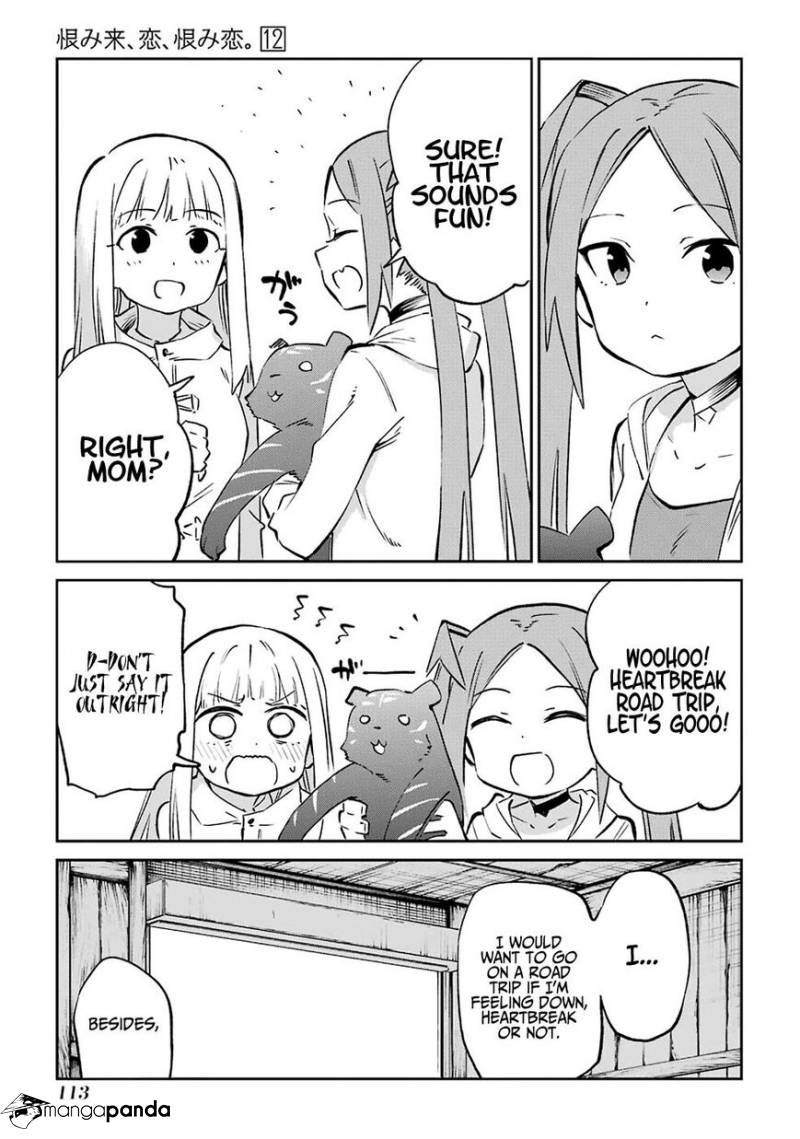 恨み来、恋、恨み恋。12
SURE!
THAT
SOUNDS
FUN!
がう
RIGHT,
MOM?
WOOHOO!
HEARTBREAK
ROAD TRIP,
LET'S GOOO!
が――
D-DON'T
JUST SAY IT
OUTRIGHT!
I...
I WOULD
WANT TO GO
ON A ROAD
TRIP IF I'M
FEELING DOWN,
HEARTBREAK
OR NOT.
BESIDES,
113
mangapanda